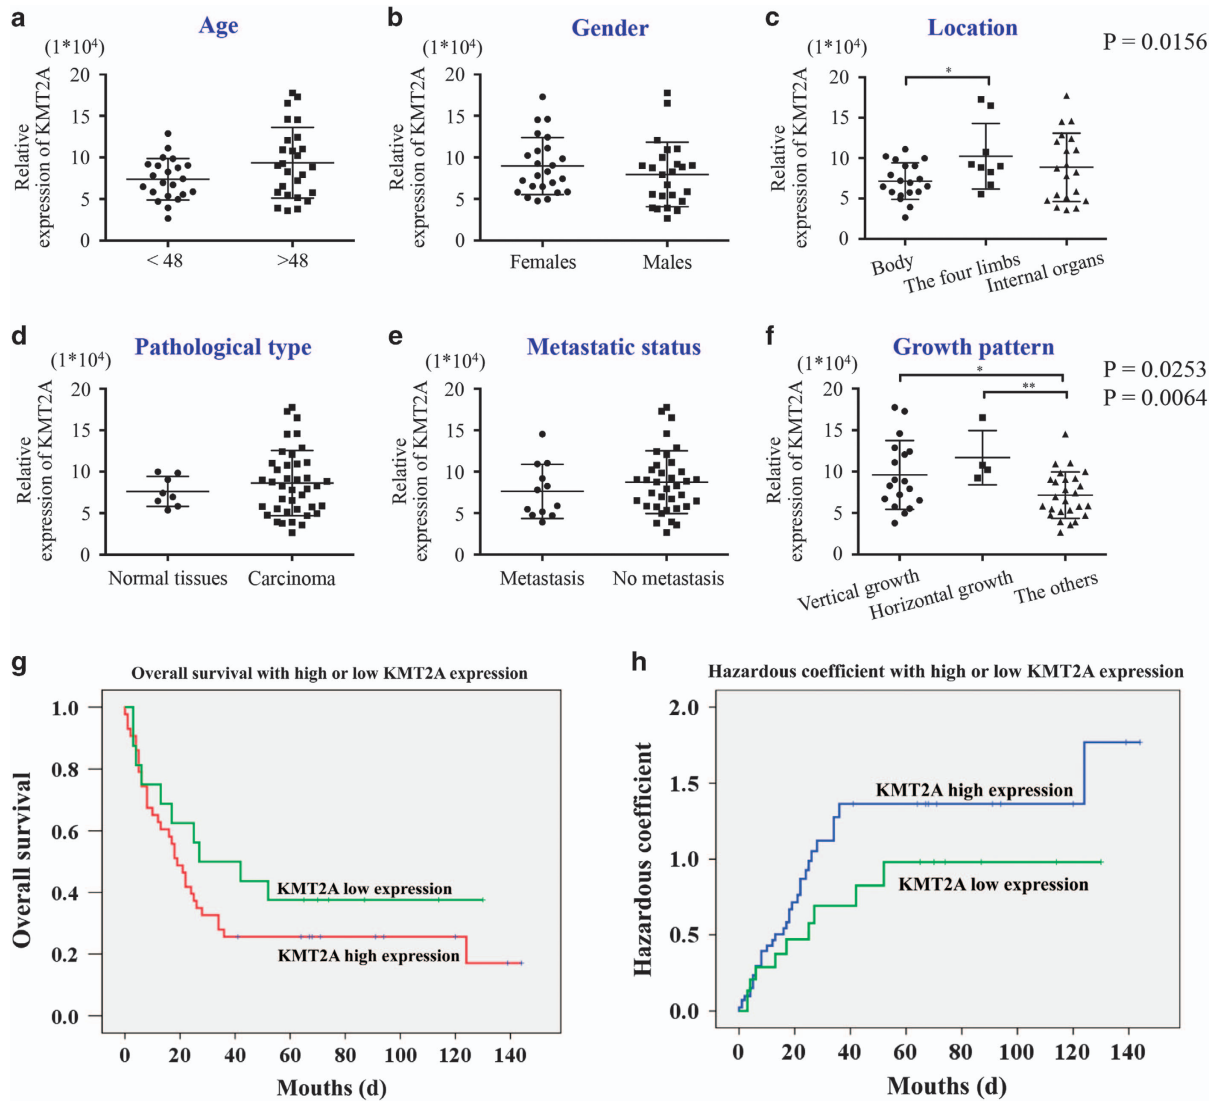 a
Age
(1*10⁴)
Relative
expression of KMT2A
20
15
10
5
0
< 48
>48
b
Gender
(1*10⁴)
Relative
expression of KMT2A
20
15
10
5
0
Females
Males
c
Location
(1*10⁴)
P = 0.0156
Relative
expression of KMT2A
20
15
10
5
0
*
Body
The four limbs
Internal organs
d
Pathological type
(1*10⁴)
Relative
expression of KMT2A
20
15
10
5
0
Normal tissues
Carcinoma
e
Metastatic status
(1*10⁴)
Relative
expression of KMT2A
20
15
10
5
0
Metastasis
No metastasis
f
Growth pattern
(1*10⁴)
P = 0.0253
P = 0.0064
Relative
expression of KMT2A
20
15
10
5
0
*
**
Vertical growth
Horizontal growth
The others
g
Overall survival with high or low KMT2A expression
Overall survival
1.0
0.8
0.6
0.4
0.2
0.0
KMT2A low expression
KMT2A high expression
0 20 40 60 80 100 120 140
Mouths (d)
h
Hazardous coefficient with high or low KMT2A expression
Hazardous coefficient
2.0
1.5
1.0
0.5
0.0
KMT2A high expression
KMT2A low expression
0 20 40 60 80 100 120 140
Mouths (d)